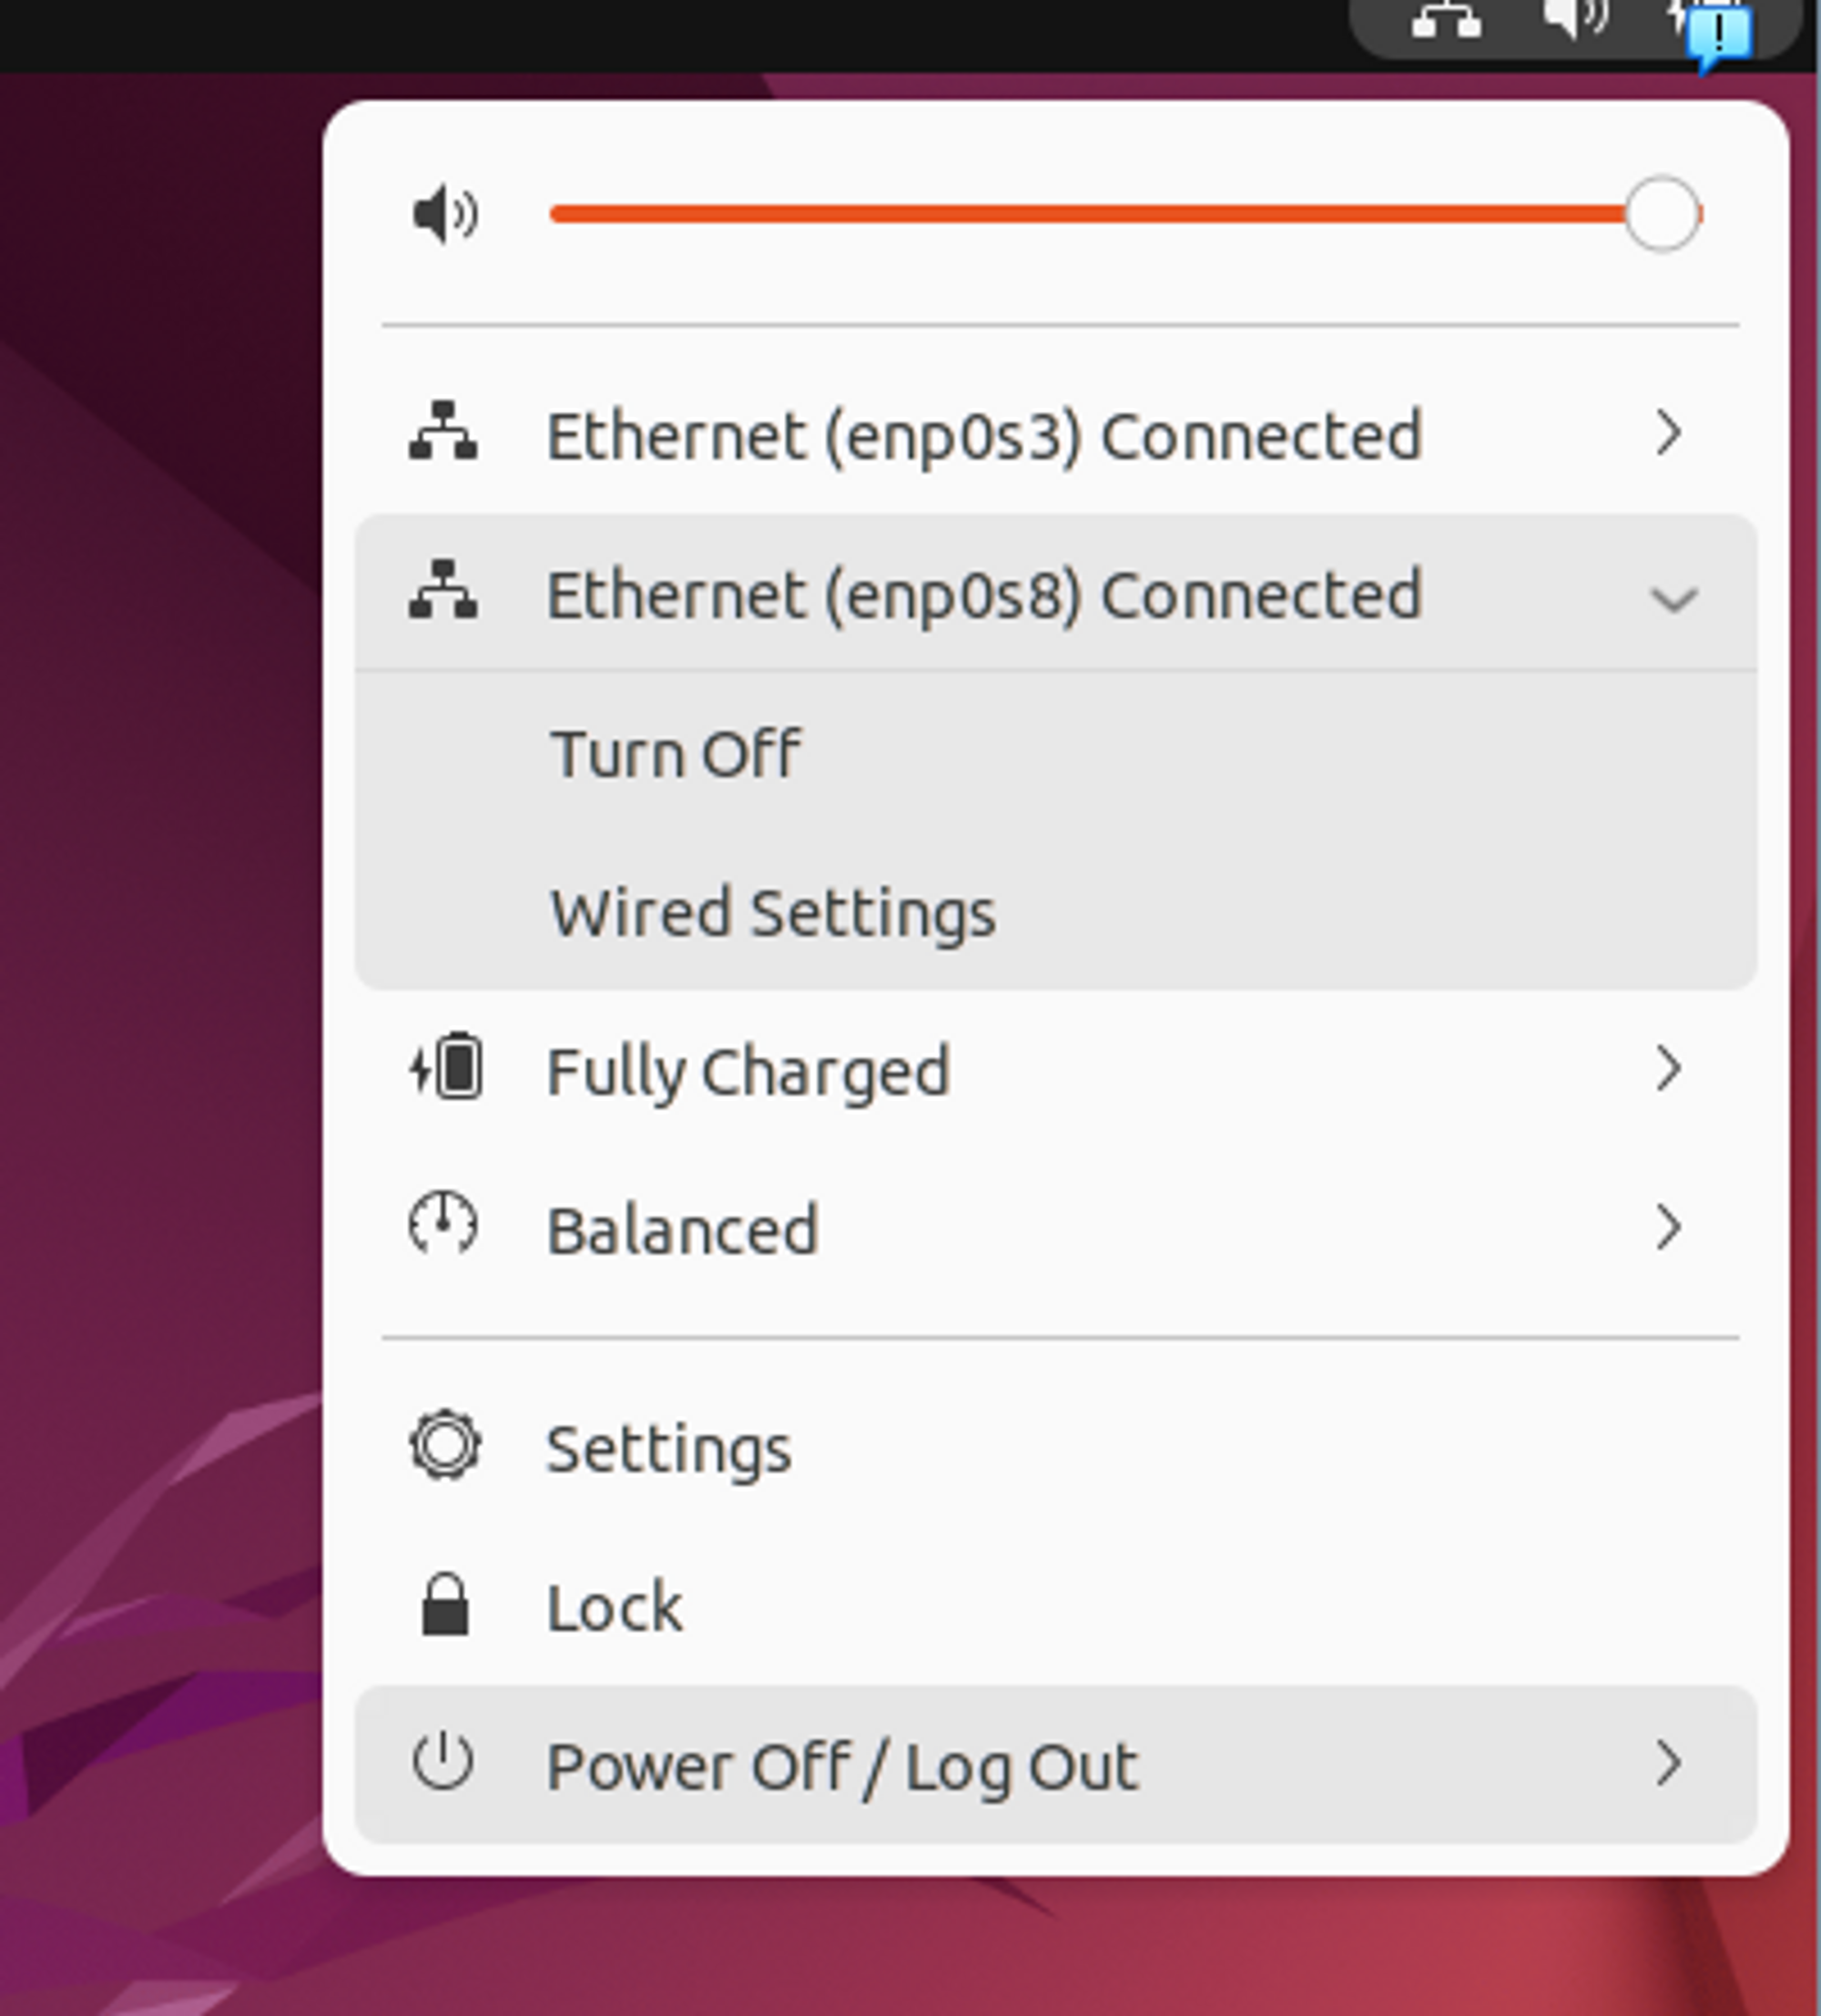 !
Ethernet (enp0s3) Connected
Ethernet (enp0s8) Connected
Turn Off
Wired Settings
Fully Charged
Balanced
Settings
Lock
Power Off / Log Out